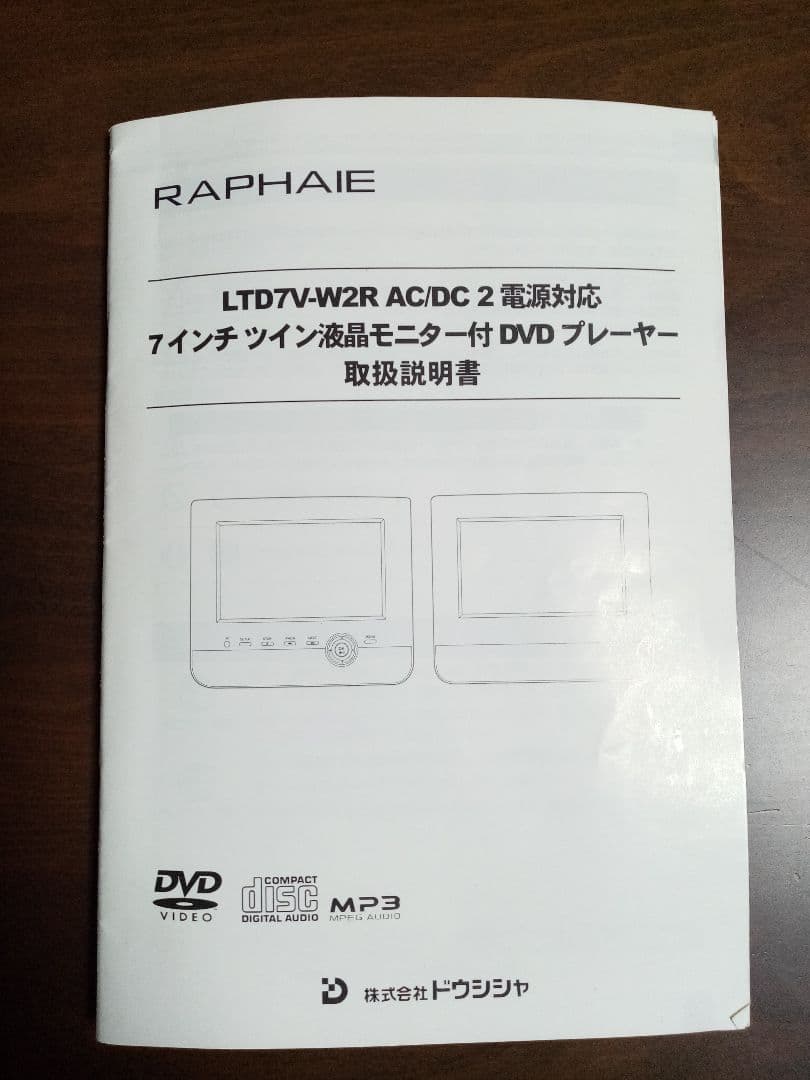 RAPHAIE
LTD7V-W2R AC/DC 2 電源対応
7 インチ ツイン液晶モニター付 DVD プレーヤー
取扱説明書
DVD
VIDEO
COMPACT
disc
DIGITAL AUDIO
MP3
MPEG AUDIO
株式会社ドウシシャ